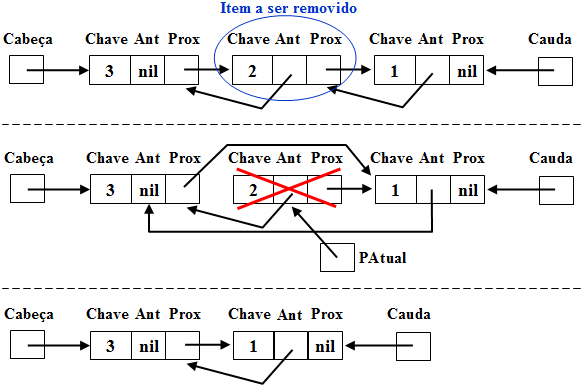 Item a ser removido
Cabeça Chave Ant Prox Chave Ant Prox Chave Ant Prox Cauda
3 nil 2 1 nil
Cabeça Chave Ant Prox Chave Ant Prox Chave Ant Prox Cauda
3 nil 2 1 nil
PAtual
Cabeça Chave Ant Prox Chave Ant Prox Cauda
3 nil 1 nil